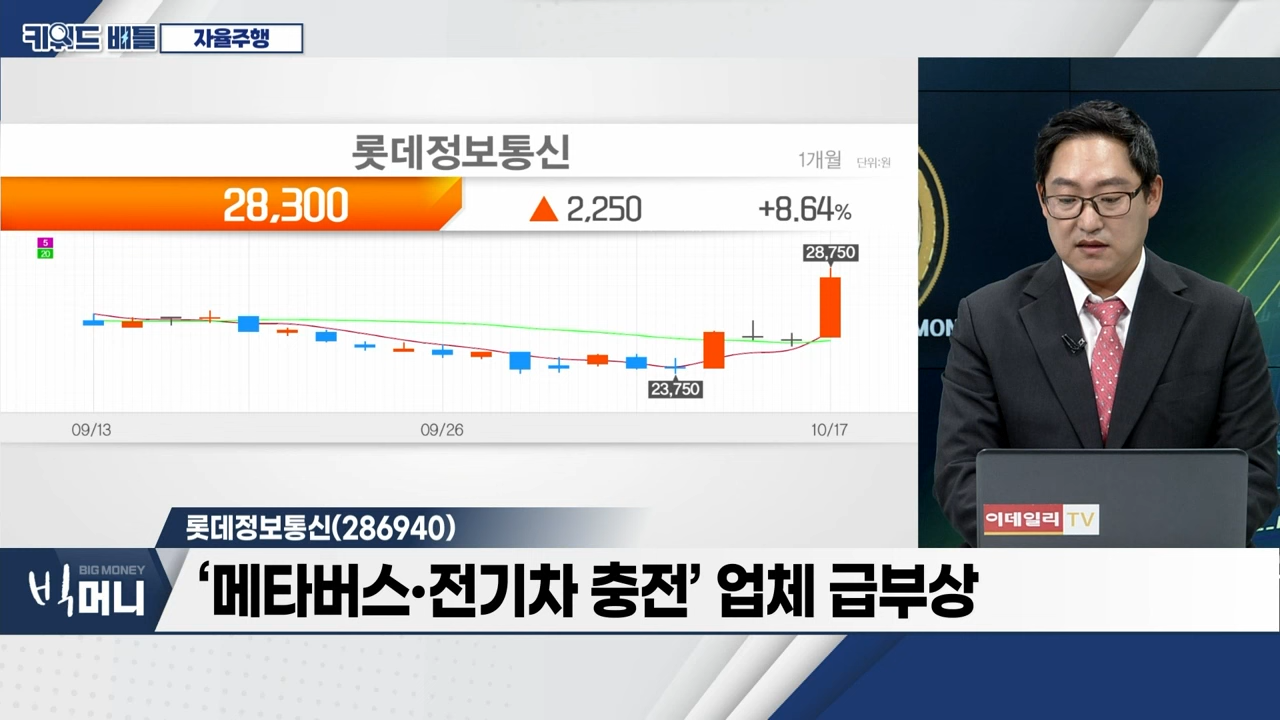 키워드 배틀
자율주행
롯데정보통신
1개월 단위:원
28,300 ▲ 2,250 +8.64%
5
20
28,750
23,750
09/13 09/26 10/17
MON
이데일리 TV
롯데정보통신(286940)
BIG MONEY
빅머니
‘메타버스·전기차 충전’ 업체 급부상